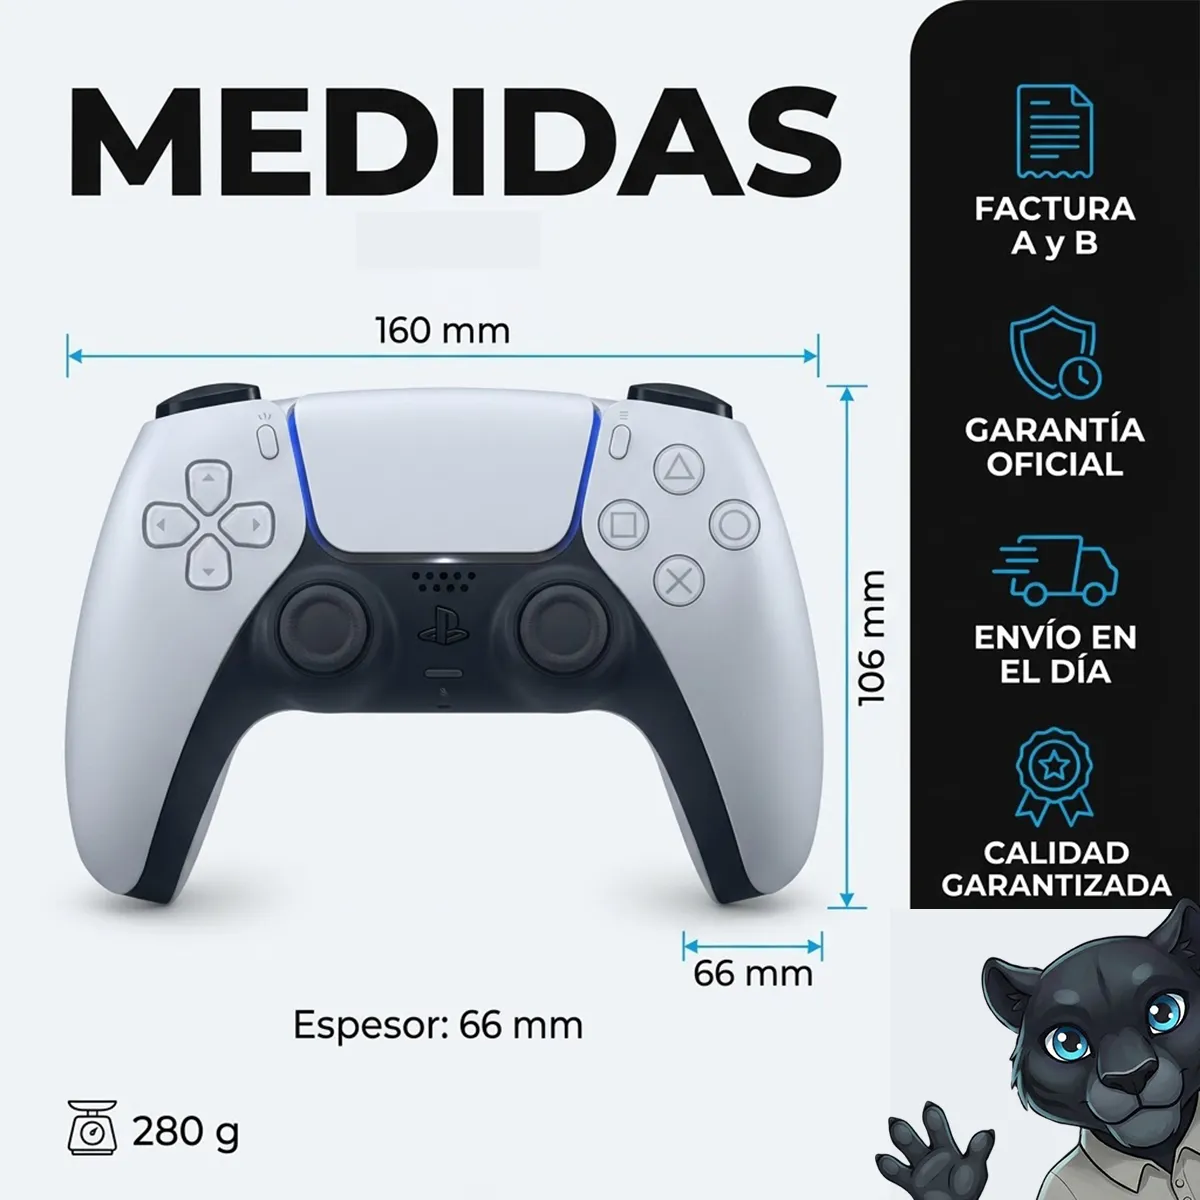 MEDIDAS
160 mm
106 mm
66 mm
Espesor: 66 mm
280 g
FACTURA
A y B
GARANTÍA
OFICIAL
ENVÍO EN
EL DÍA
CALIDAD
GARANTIZADA